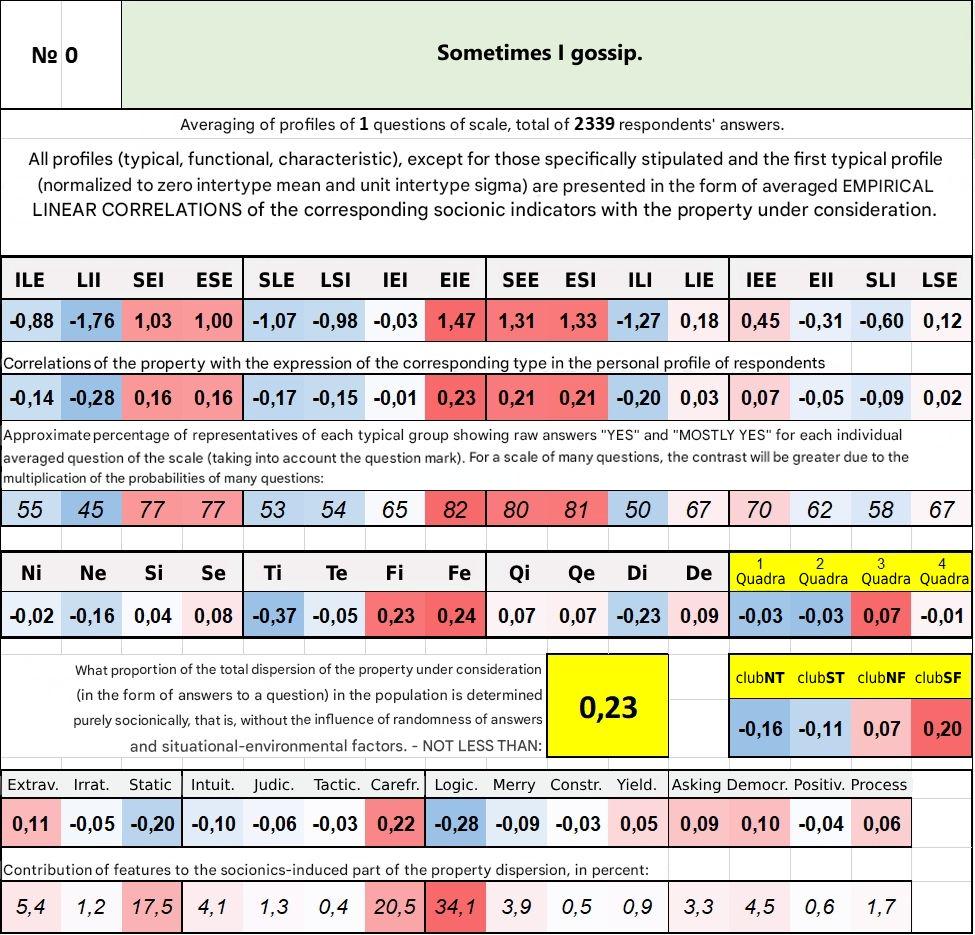 № 0
Sometimes I gossip.
Averaging of profiles of 1 questions of scale, total of 2339 respondents' answers.
All profiles (typical, functional, characteristic), except for those specifically stipulated and the first typical profile
(normalized to zero intertype mean and unit intertype sigma) are presented in the form of averaged EMPIRICAL
LINEAR CORRELATIONS of the corresponding socionic indicators with the property under consideration.
ILE LII SEI ESE SLE LSI IEI EIE SEE ESI ILI LIE IEE EII SLI LSE
-0,88 -1,76 1,03 1,00 -1,07 -0,98 -0,03 1,47 1,31 1,33 -1,27 0,18 0,45 -0,31 -0,60 0,12
Correlations of the property with the expression of the corresponding type in the personal profile of respondents
-0,14 -0,28 0,16 0,16 -0,17 -0,15 -0,01 0,23 0,21 0,21 -0,20 0,03 0,07 -0,05 -0,09 0,02
Approximate percentage of representatives of each typical group showing raw answers "YES" and "MOSTLY YES" for each individual
averaged question of the scale (taking into account the question mark). For a scale of many questions, the contrast will be greater due to the
multiplication of the probabilities of many questions:
55 45 77 77 53 54 65 82 80 81 50 67 70 62 58 67
Ni Ne Si Se Ti Te Fi Fe Qi Qe Di De 1 Quadra 2 Quadra 3 Quadra 4 Quadra
-0,02 -0,16 0,04 0,08 -0,37 -0,05 0,23 0,24 0,07 0,07 -0,23 0,09 -0,03 -0,03 0,07 -0,01
What proportion of the total dispersion of the property under consideration
(in the form of answers to a question) in the population is determined
purely socionically, that is, without the influence of randomness of answers
and situational-environmental factors. - NOT LESS THAN:
0,23
clubNT clubST clubNF clubSF
-0,16 -0,11 0,07 0,20
Extrav. Irrat. Static Intuit. Judic. Tactic. Carefr. Logic. Merry Constr. Yield. Asking Democr. Positiv. Process
0,11 -0,05 -0,20 -0,10 -0,06 -0,03 0,22 -0,28 -0,09 -0,03 0,05 0,09 0,10 -0,04 0,06
Contribution of features to the socionics-induced part of the property dispersion, in percent:
5,4 1,2 17,5 4,1 1,3 0,4 20,5 34,1 3,9 0,5 0,9 3,3 4,5 0,6 1,7